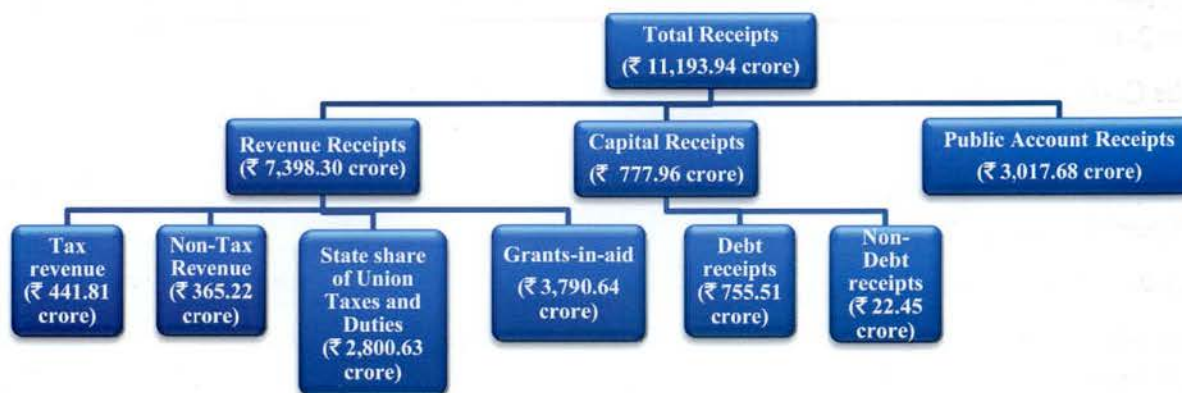 Total Receipts
(₹ 11,193.94 crore)
Revenue Receipts
(₹ 7,398.30 crore)
Capital Receipts
(₹ 777.96 crore)
Public Account Receipts
(₹ 3,017.68 crore)
Tax
revenue
(₹ 441.81
crore)
Non-Tax
Revenue
(₹ 365.22
crore)
State share
of Union
Taxes and
Duties
(₹ 2,800.63
crore)
Grants-in-aid
(₹ 3,790.64
crore)
Debt
receipts
(₹ 755.51
crore)
Non-
Debt
receipts
(₹ 22.45
crore)